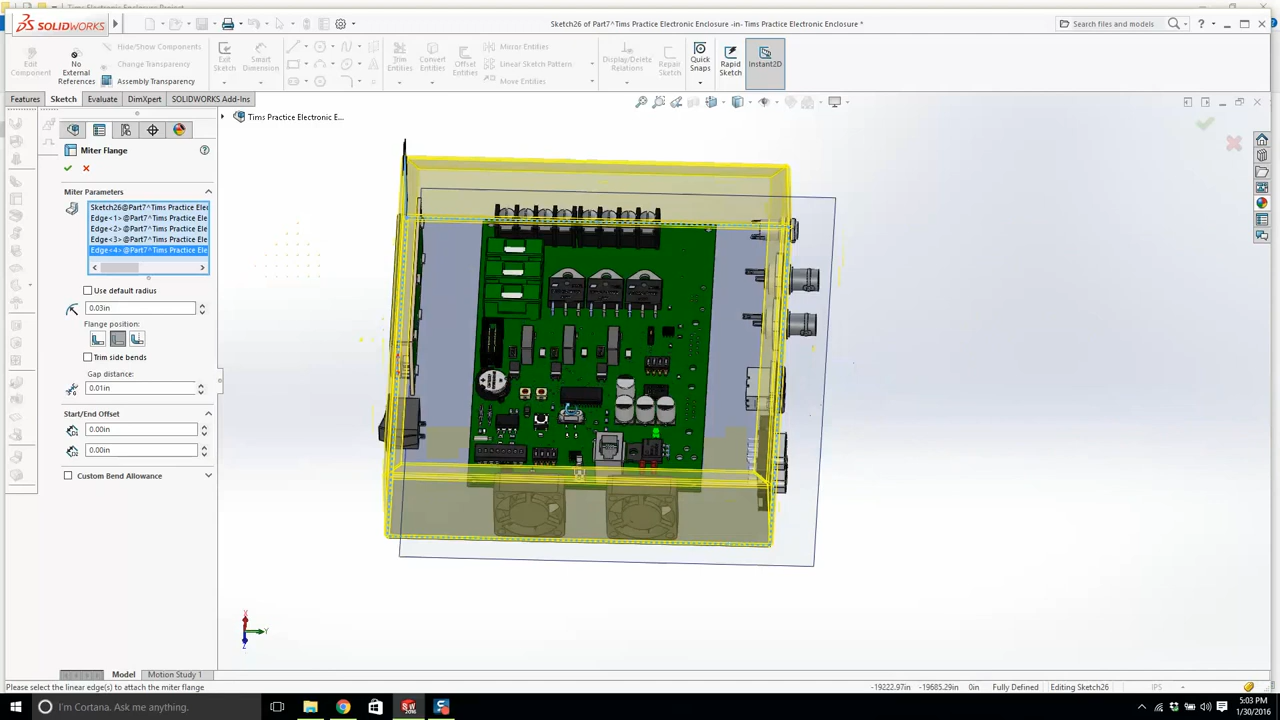 SOLIDWORKS
Sketch26 of Part7^Tims Practice Electronic Enclosure -in- Tims Practice Electronic Enclosure *
Search files and models
Edit Component
No External References
Hide/Show Components
Change Transparency
Assembly Transparency
Exit Sketch
Smart Dimension
Trim Entities
Convert Entities
Offset Entities
Mirror Entities
Linear Sketch Pattern
Move Entities
Display/Delete Relations
Repair Sketch
Quick Snaps
Rapid Sketch
Instant2D
Features
Sketch
Evaluate
DimXpert
SOLIDWORKS Add-Ins
Tims Practice Electronic E...
Miter Flange
Miter Parameters
Sketch26@Part7^Tims Practice Elec
Edge<1>@Part7^Tims Practice Ele
Edge<2>@Part7^Tims Practice Ele
Edge<3>@Part7^Tims Practice Ele
Edge<4>@Part7^Tims Practice Ele
Use default radius
0.03in
Flange position:
Trim side bends
Gap distance:
0.01in
Start/End Offset
0.00in
0.00in
Custom Bend Allowance
X
Y
Z
Model
Motion Study 1
Please select the linear edge(s) to attach the miter flange
-19222.97in
-19685.29in
0in
Fully Defined
Editing Sketch26
IPS
I'm Cortana. Ask me anything.
5:03 PM
1/30/2016